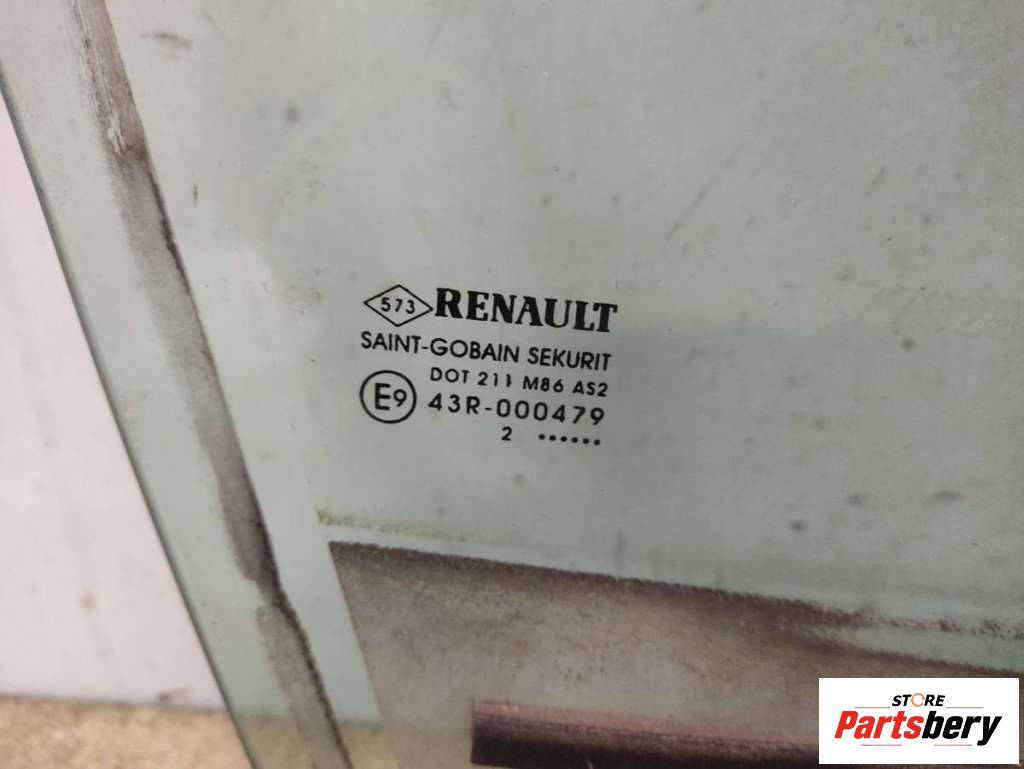 573 RENAULT
SAINT-GOBAIN SEKURIT
DOT 211 M86 AS2
E9 43R-000479
2 ......
STORE
Partsbery